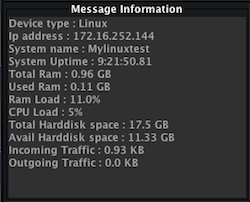 Message Information
Device type : Linux
Ip address : 172.16.252.144
System name : Mylinuxtest
System Uptime : 9:21:50.81
Total Ram : 0.96 GB
Used Ram : 0.11 GB
Ram Load : 11.0%
CPU Load : 5%
Total Harddisk space : 17.5 GB
Avail Harddisk space : 11.33 GB
Incoming Traffic : 0.93 KB
Outgoing Traffic : 0.0 KB